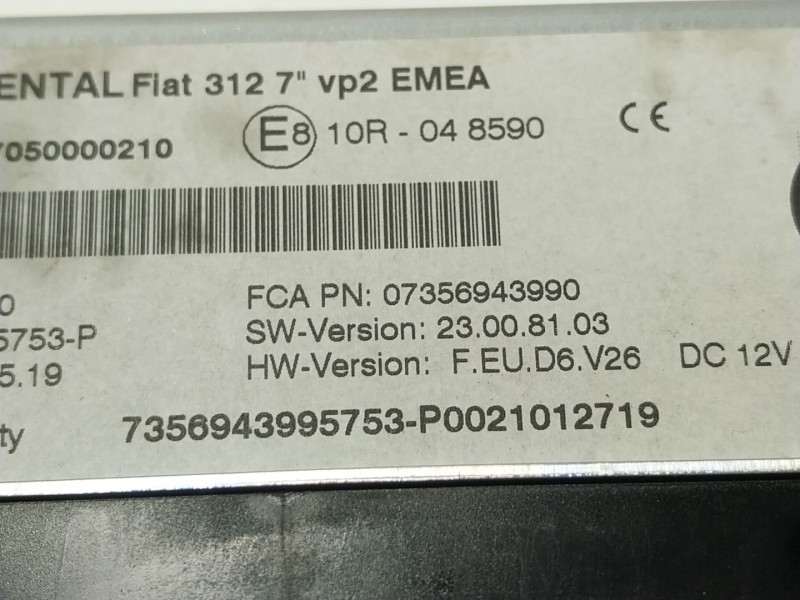 ENTAL Fiat 312 7" vp2 EMEA
7050000210 E8 10R - 04 8590 CE
0 FCA PN: 07356943990
5753-P SW-Version: 23.00.81.03
5.19 HW-Version: F.EU.D6.V26 DC 12V
ty 7356943995753-P0021012719